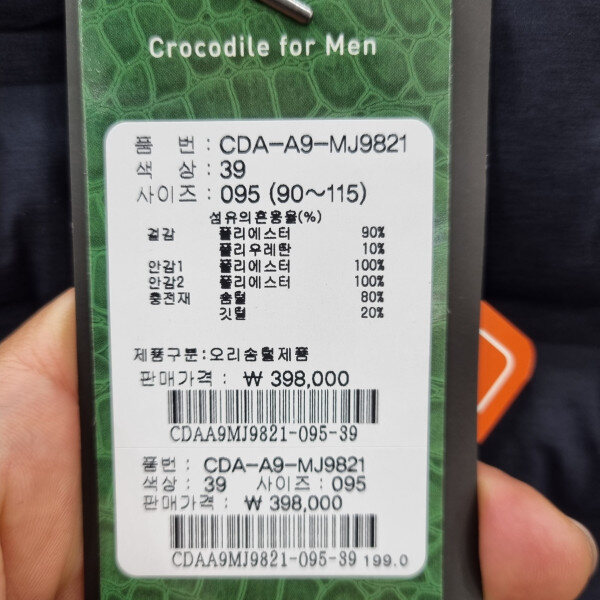 Crocodile for Men
품 번 : CDA-A9-MJ9821
색 상 : 39
사이즈 : 095 (90~115)
섬유의혼용율(%)
겉감 폴리에스터 90%
폴리우레탄 10%
안감1 폴리에스터 100%
안감2 폴리에스터 100%
충전재 솜털 80%
깃털 20%
제품구분:오리솜털제품
판매가격 : ₩ 398,000
CDAA9MJ9821-095-39
품번 : CDA-A9-MJ9821
색상 : 39 사이즈 : 095
판매가격 : ₩ 398,000
CDAA9MJ9821-095-39 199.0